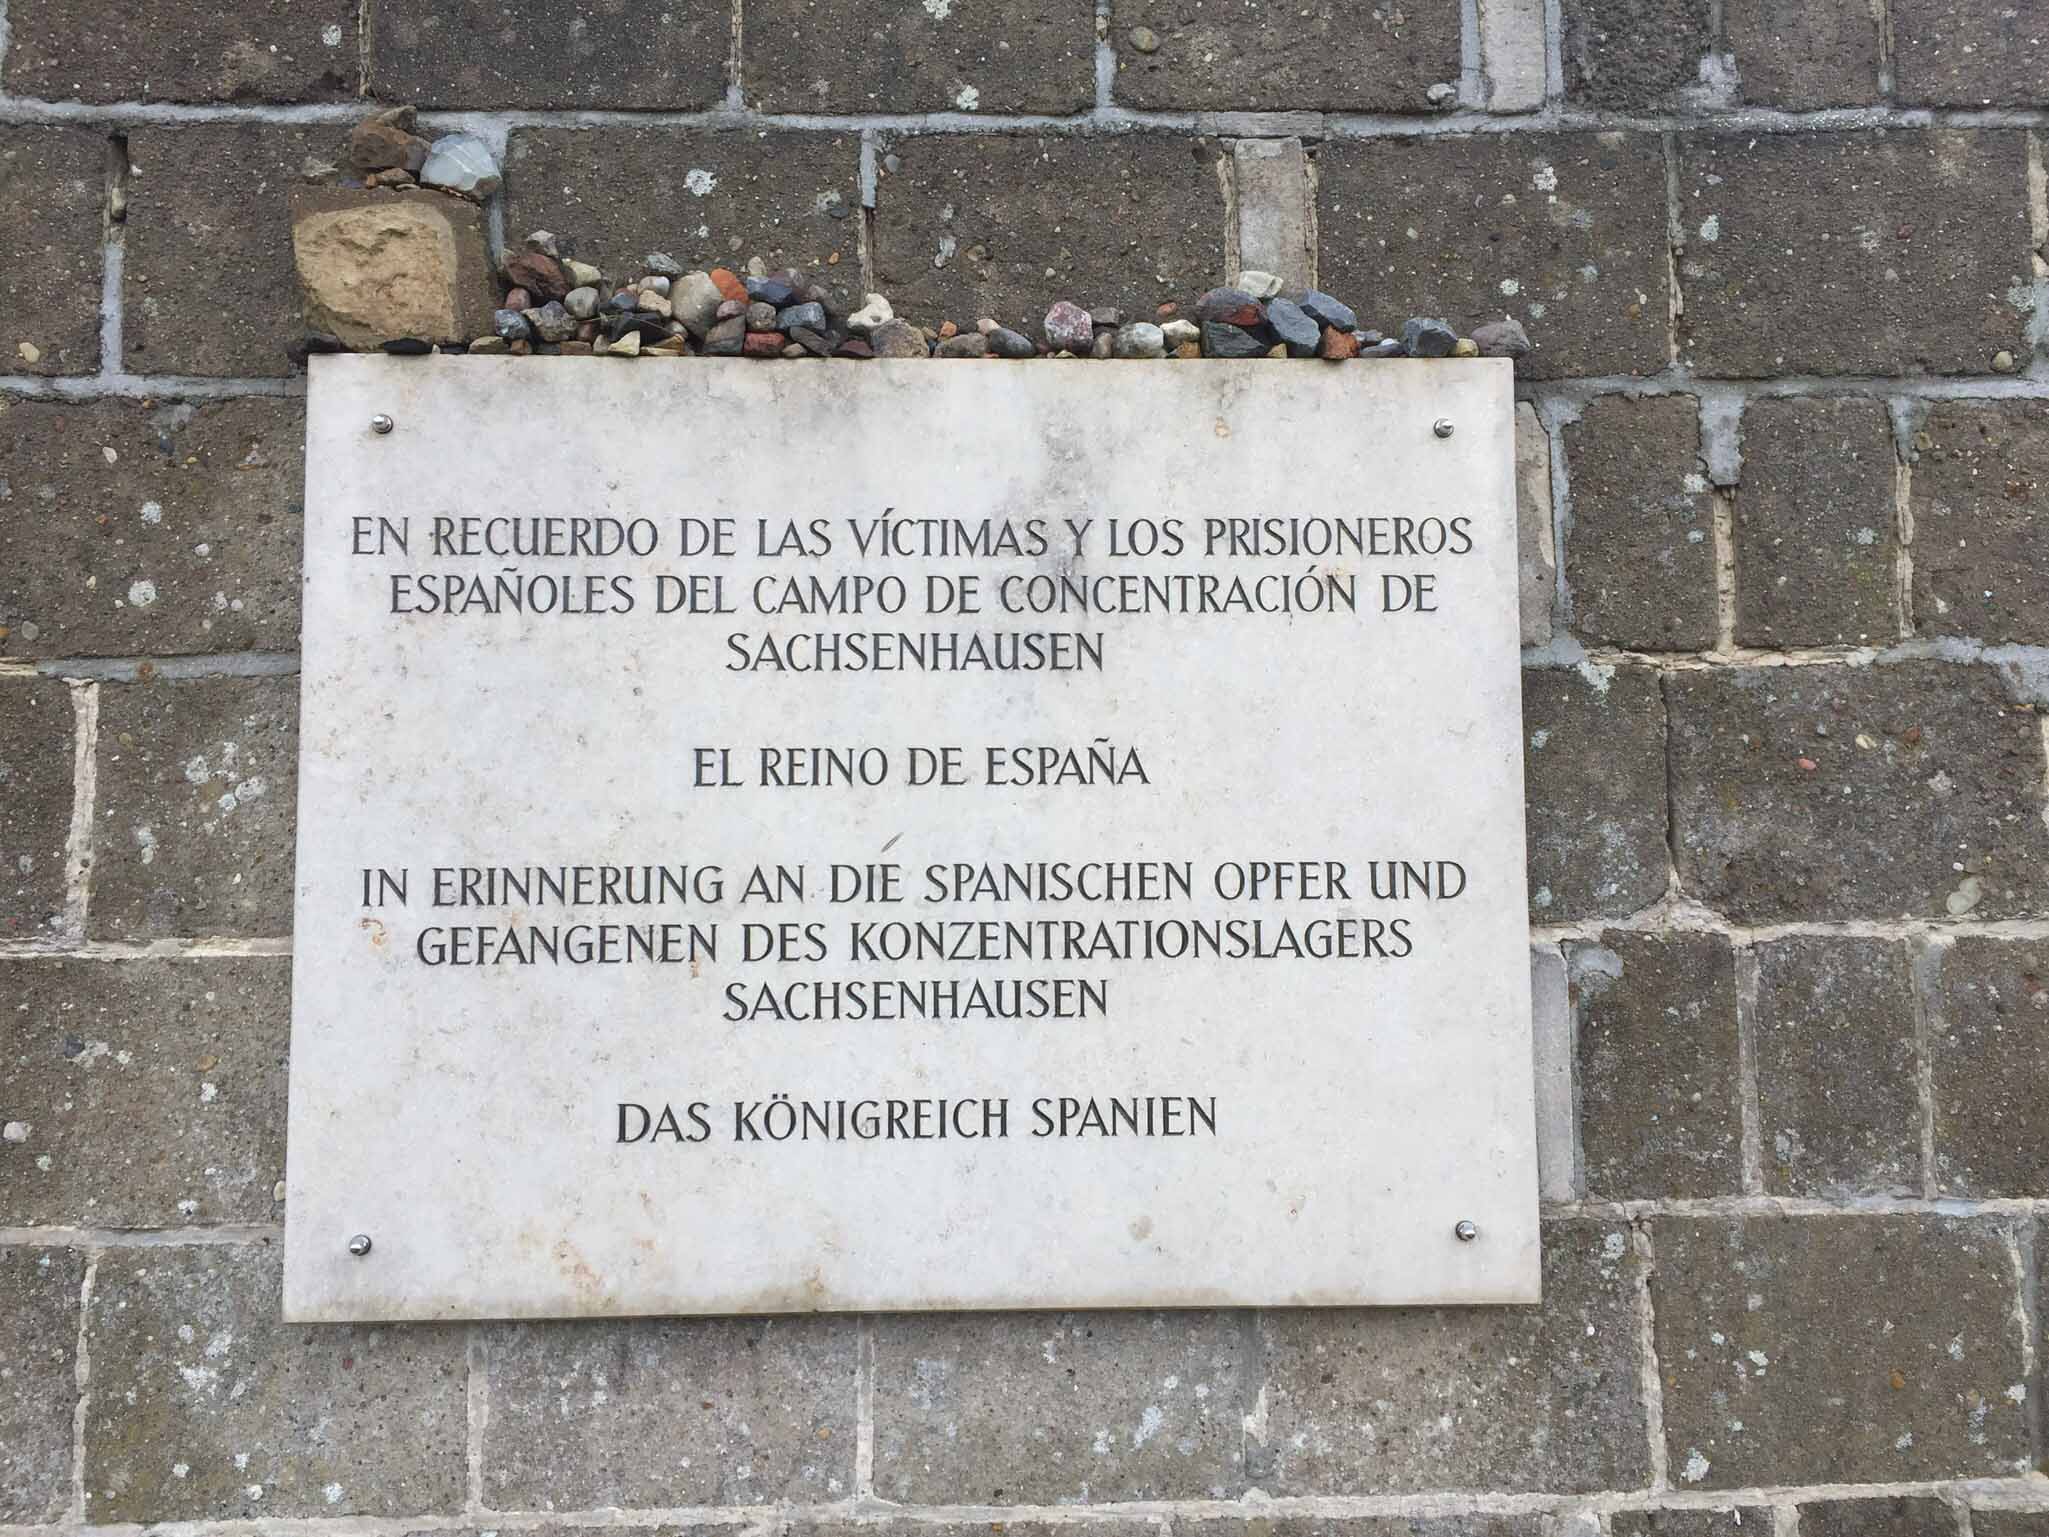 EN RECUERDO DE LAS VÍCTIMAS Y LOS PRISIONEROS
ESPAÑOLES DEL CAMPO DE CONCENTRACIÓN DE
SACHSENHAUSEN
EL REINO DE ESPAÑA
IN ERINNERUNG AN DIE SPANISCHEN OPFER UND
GEFANGENEN DES KONZENTRATIONSLAGERS
SACHSENHAUSEN
DAS KÖNIGREICH SPANIEN